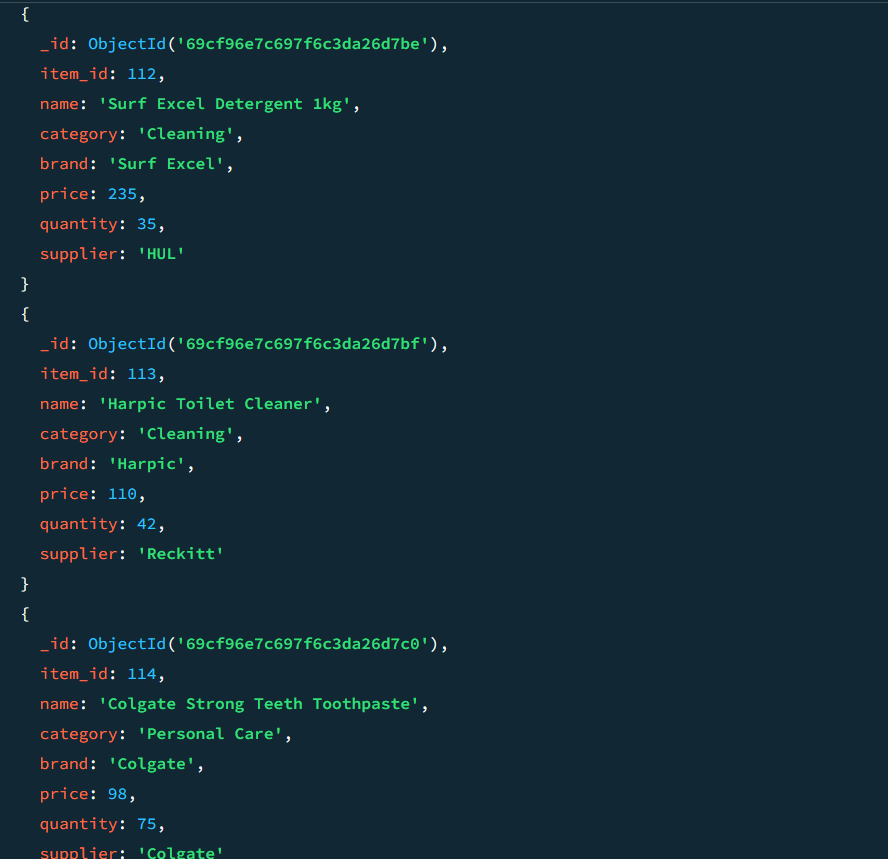 {
_id: ObjectId('69cf96e7c697f6c3da26d7be'),
item_id: 112,
name: 'Surf Excel Detergent 1kg',
category: 'Cleaning',
brand: 'Surf Excel',
price: 235,
quantity: 35,
supplier: 'HUL'
}
{
_id: ObjectId('69cf96e7c697f6c3da26d7bf'),
item_id: 113,
name: 'Harpic Toilet Cleaner',
category: 'Cleaning',
brand: 'Harpic',
price: 110,
quantity: 42,
supplier: 'Reckitt'
}
{
_id: ObjectId('69cf96e7c697f6c3da26d7c0'),
item_id: 114,
name: 'Colgate Strong Teeth Toothpaste',
category: 'Personal Care',
brand: 'Colgate',
price: 98,
quantity: 75,
supplier: 'Colgate'